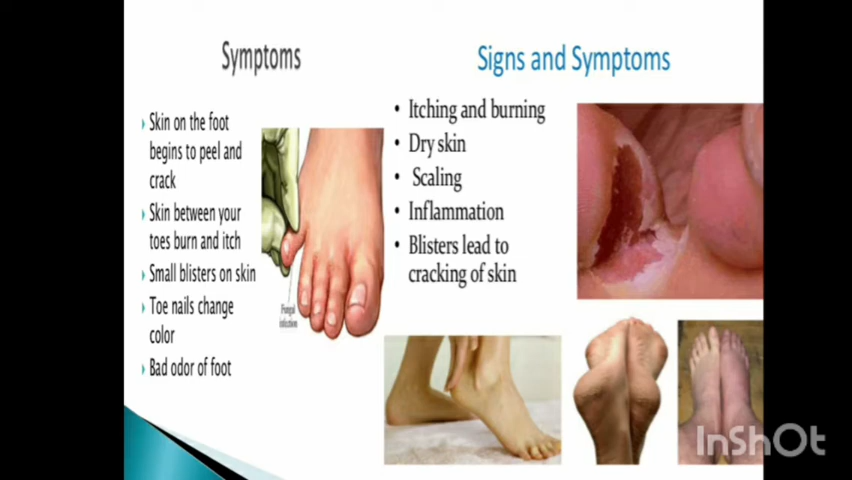 Symptoms
Skin on the foot
begins to peel and
crack
Skin between your
toes burn and itch
Small blisters on skin
Toe nails change
color
Bad odor of foot
Fungal
infection
Signs and Symptoms
• Itching and burning
• Dry skin
• Scaling
• Inflammation
• Blisters lead to
cracking of skin
InShOt